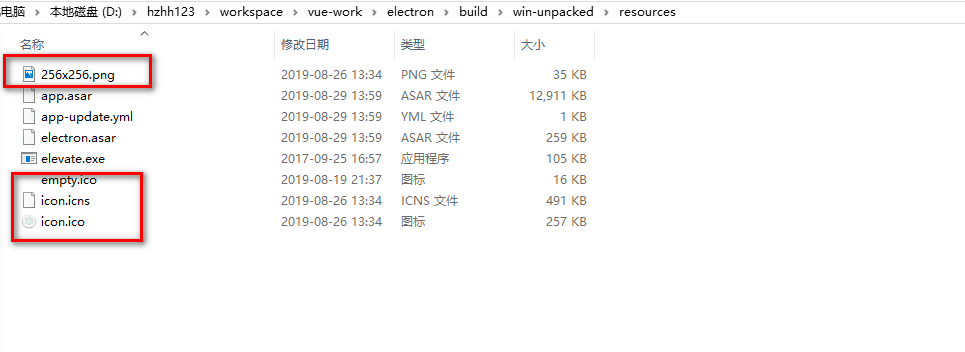 电脑 > 本地磁盘 (D:) > hzhh123 > workspace > vue-work > electron > build > win-unpacked > resources
名称 修改日期 类型 大小
256x256.png 2019-08-26 13:34 PNG 文件 35 KB
app.asar 2019-08-29 13:59 ASAR 文件 12,911 KB
app-update.yml 2019-08-29 13:59 YML 文件 1 KB
electron.asar 2019-08-29 13:59 ASAR 文件 259 KB
elevate.exe 2017-09-25 16:57 应用程序 105 KB
empty.ico 2019-08-19 21:37 图标 16 KB
icon.icns 2019-08-26 13:34 ICNS 文件 491 KB
icon.ico 2019-08-26 13:34 图标 257 KB